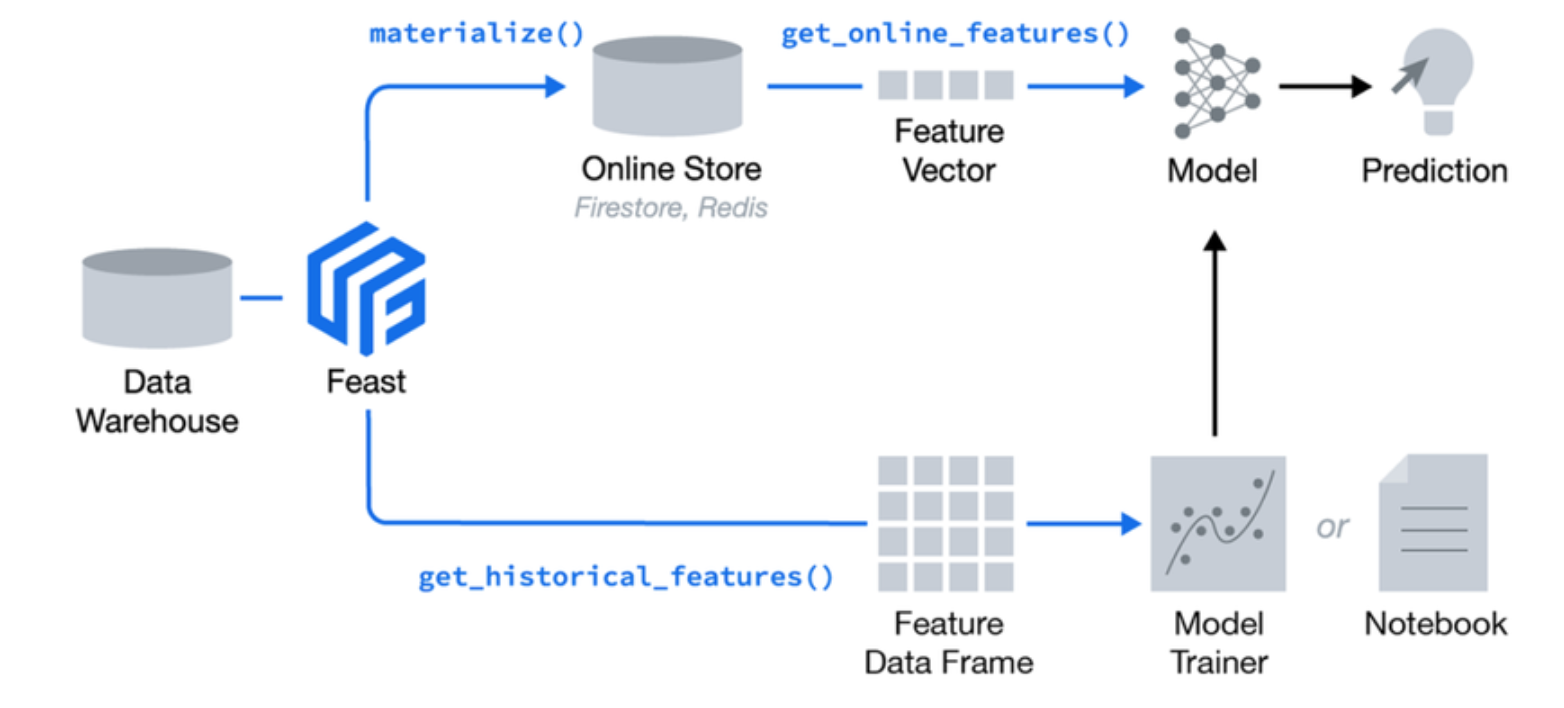 materialize()
get_online_features()
Online Store
Firestore, Redis
Feature
Vector
Model
Prediction
Data
Warehouse
Feast
get_historical_features()
or
Feature
Data Frame
Model
Trainer
Notebook